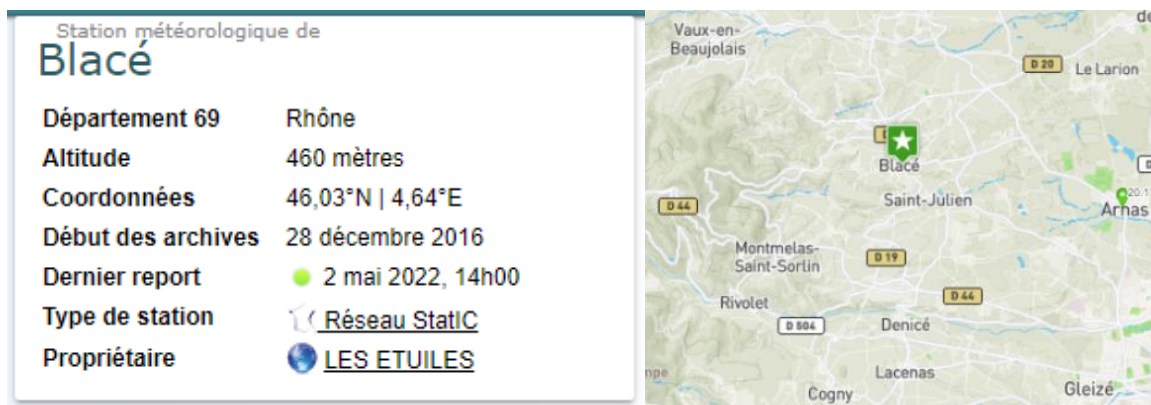 Station météorologique de
Blacé
Département 69 Rhône
Altitude 460 mètres
Coordonnées 46,03°N | 4,64°E
Début des archives 28 décembre 2016
Dernier report 2 mai 2022, 14h00
Type de station Réseau StatIC
Propriétaire LES ETUILES
Vaux-en-
Beaujolais
D 20
Le Larion
Blacé
Saint-Julien
D 44
Arnas
Montmelas-
Saint-Sorlin
D 19
Rivolet
D 44
D 504
Denicé
Lacenas
Cogny
Gleizé